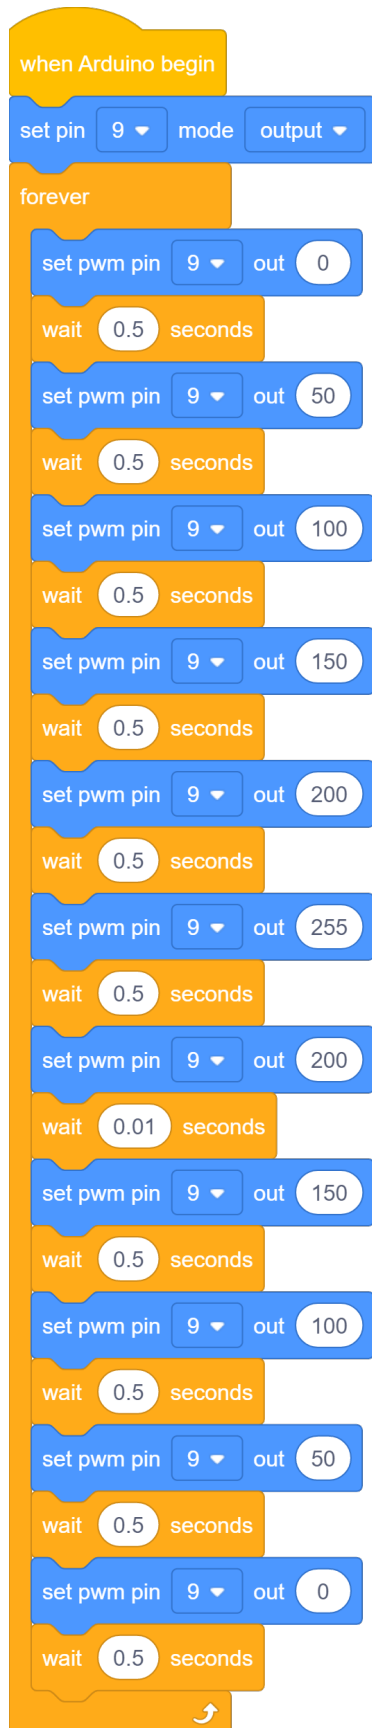 when Arduino begin
set pin 9 mode output
forever
set pwm pin 9 out 0
wait 0.5 seconds
set pwm pin 9 out 50
wait 0.5 seconds
set pwm pin 9 out 100
wait 0.5 seconds
set pwm pin 9 out 150
wait 0.5 seconds
set pwm pin 9 out 200
wait 0.5 seconds
set pwm pin 9 out 255
wait 0.5 seconds
set pwm pin 9 out 200
wait 0.01 seconds
set pwm pin 9 out 150
wait 0.5 seconds
set pwm pin 9 out 100
wait 0.5 seconds
set pwm pin 9 out 50
wait 0.5 seconds
set pwm pin 9 out 0
wait 0.5 seconds